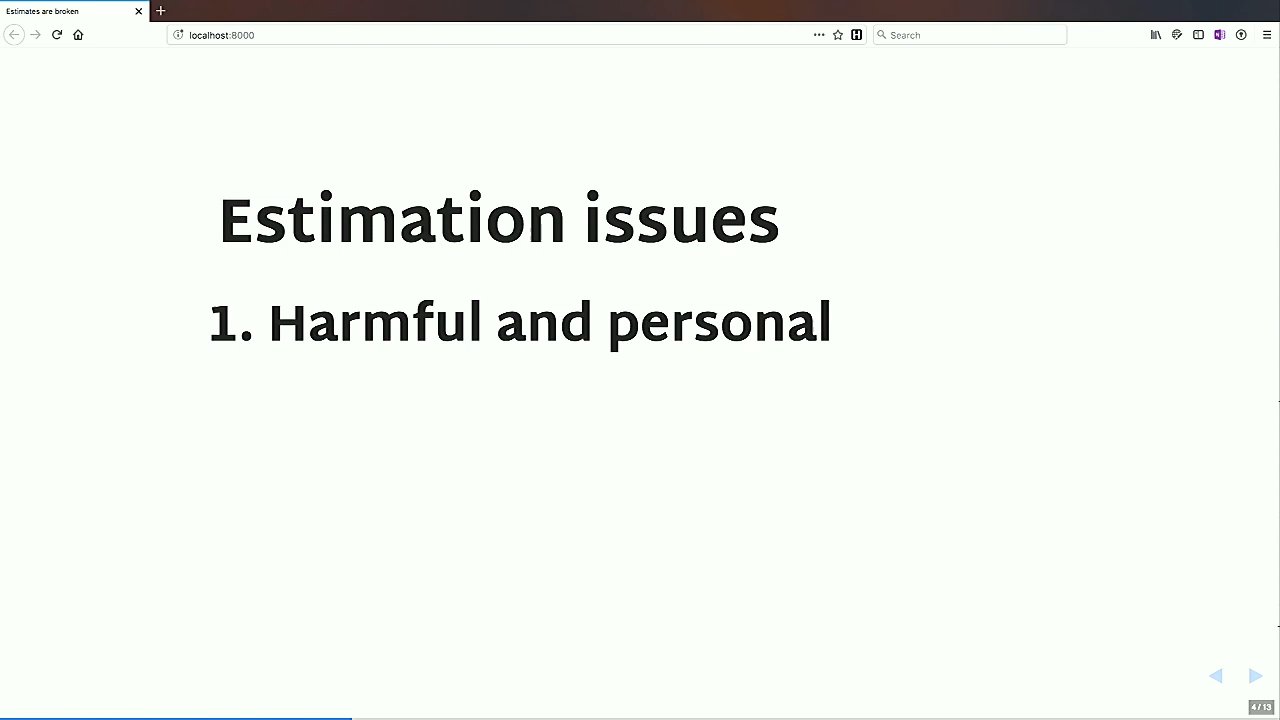 Estimates are broken
localhost:8000
Search
Estimation issues
1. Harmful and personal
4 / 13